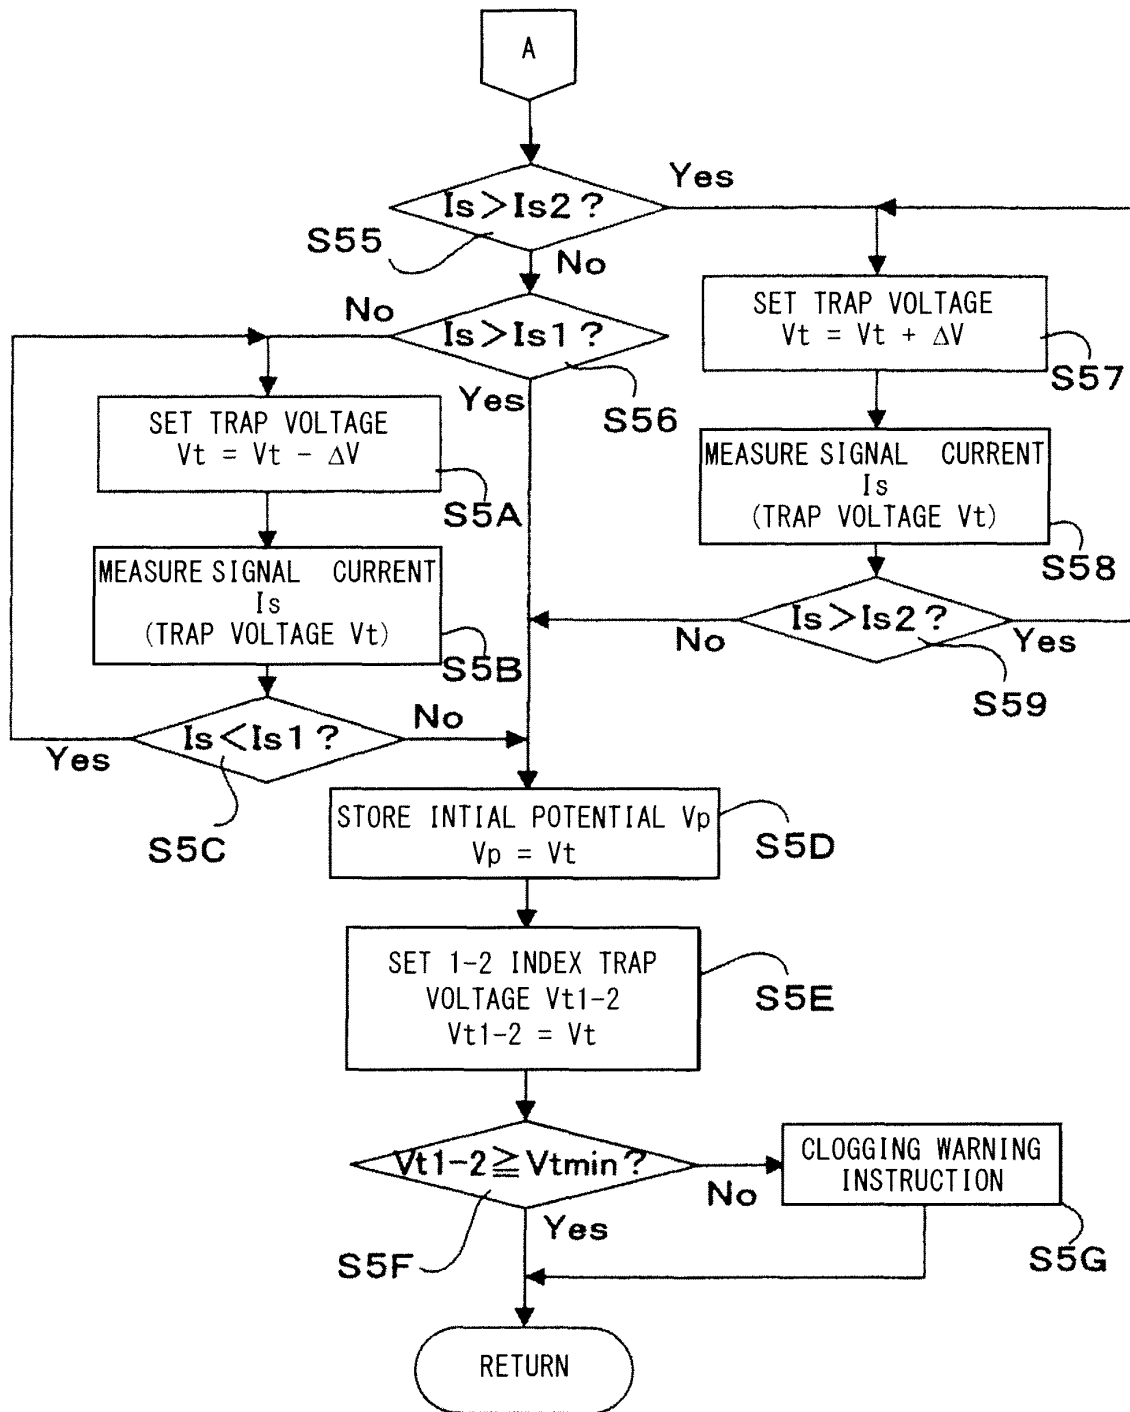 A
Is>Is2?
Yes
S55
No
No
Is>Is1?
Yes
S56
SET TRAP VOLTAGE
Vt = Vt + ΔV
S57
SET TRAP VOLTAGE
Vt = Vt - ΔV
S5A
MEASURE SIGNAL CURRENT
Is
(TRAP VOLTAGE Vt)
S58
MEASURE SIGNAL CURRENT
Is
(TRAP VOLTAGE Vt)
S5B
Is>Is2?
No
Yes
S59
Is<Is1?
No
Yes
S5C
STORE INTIAL POTENTIAL Vp
Vp = Vt
S5D
SET 1-2 INDEX TRAP
VOLTAGE Vt1-2
Vt1-2 = Vt
S5E
Vt1-2≧Vtmin?
No
Yes
S5F
CLOGGING WARNING
INSTRUCTION
S5G
RETURN